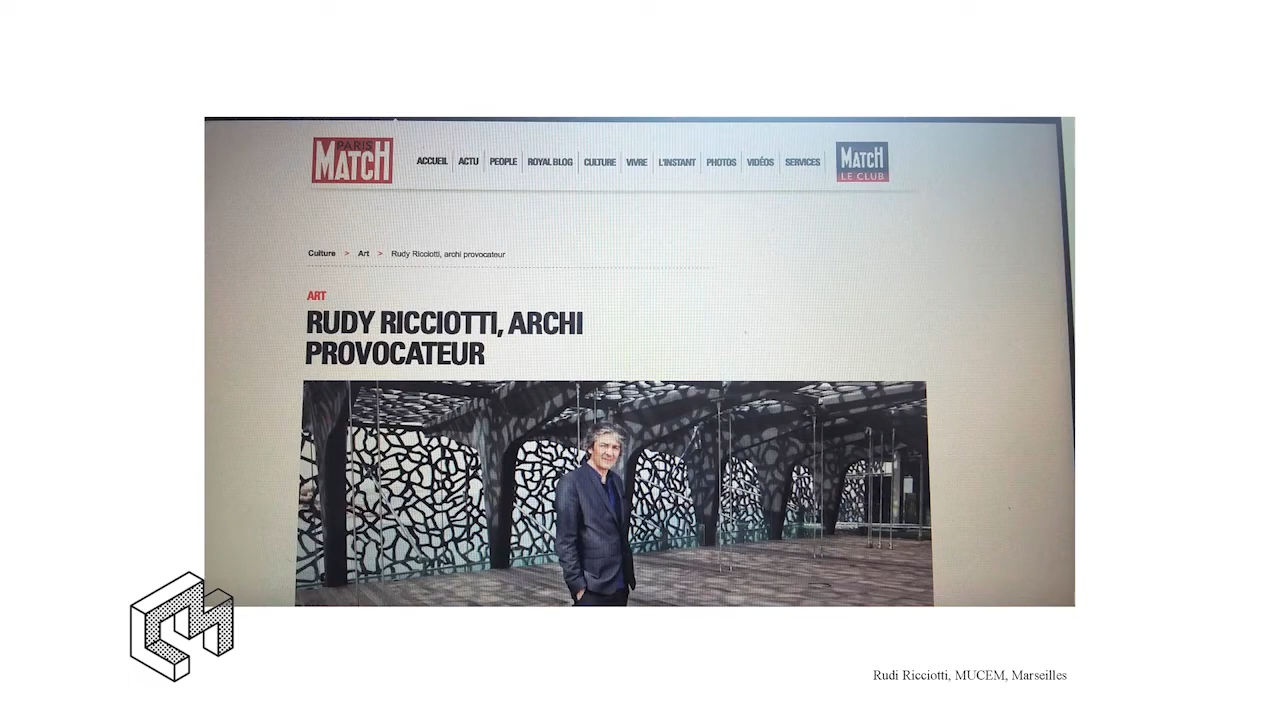 PARIS
MATCH
ACCUEIL ACTU PEOPLE ROYAL BLOG CULTURE VIVRE L'INSTANT PHOTOS VIDÉOS SERVICES
MATCH
LE CLUB
Culture > Art > Rudy Ricciotti, archi provocateur
ART
RUDY RICCIOTTI, ARCHI
PROVOCATEUR
Rudi Ricciotti, MUCEM, Marseilles